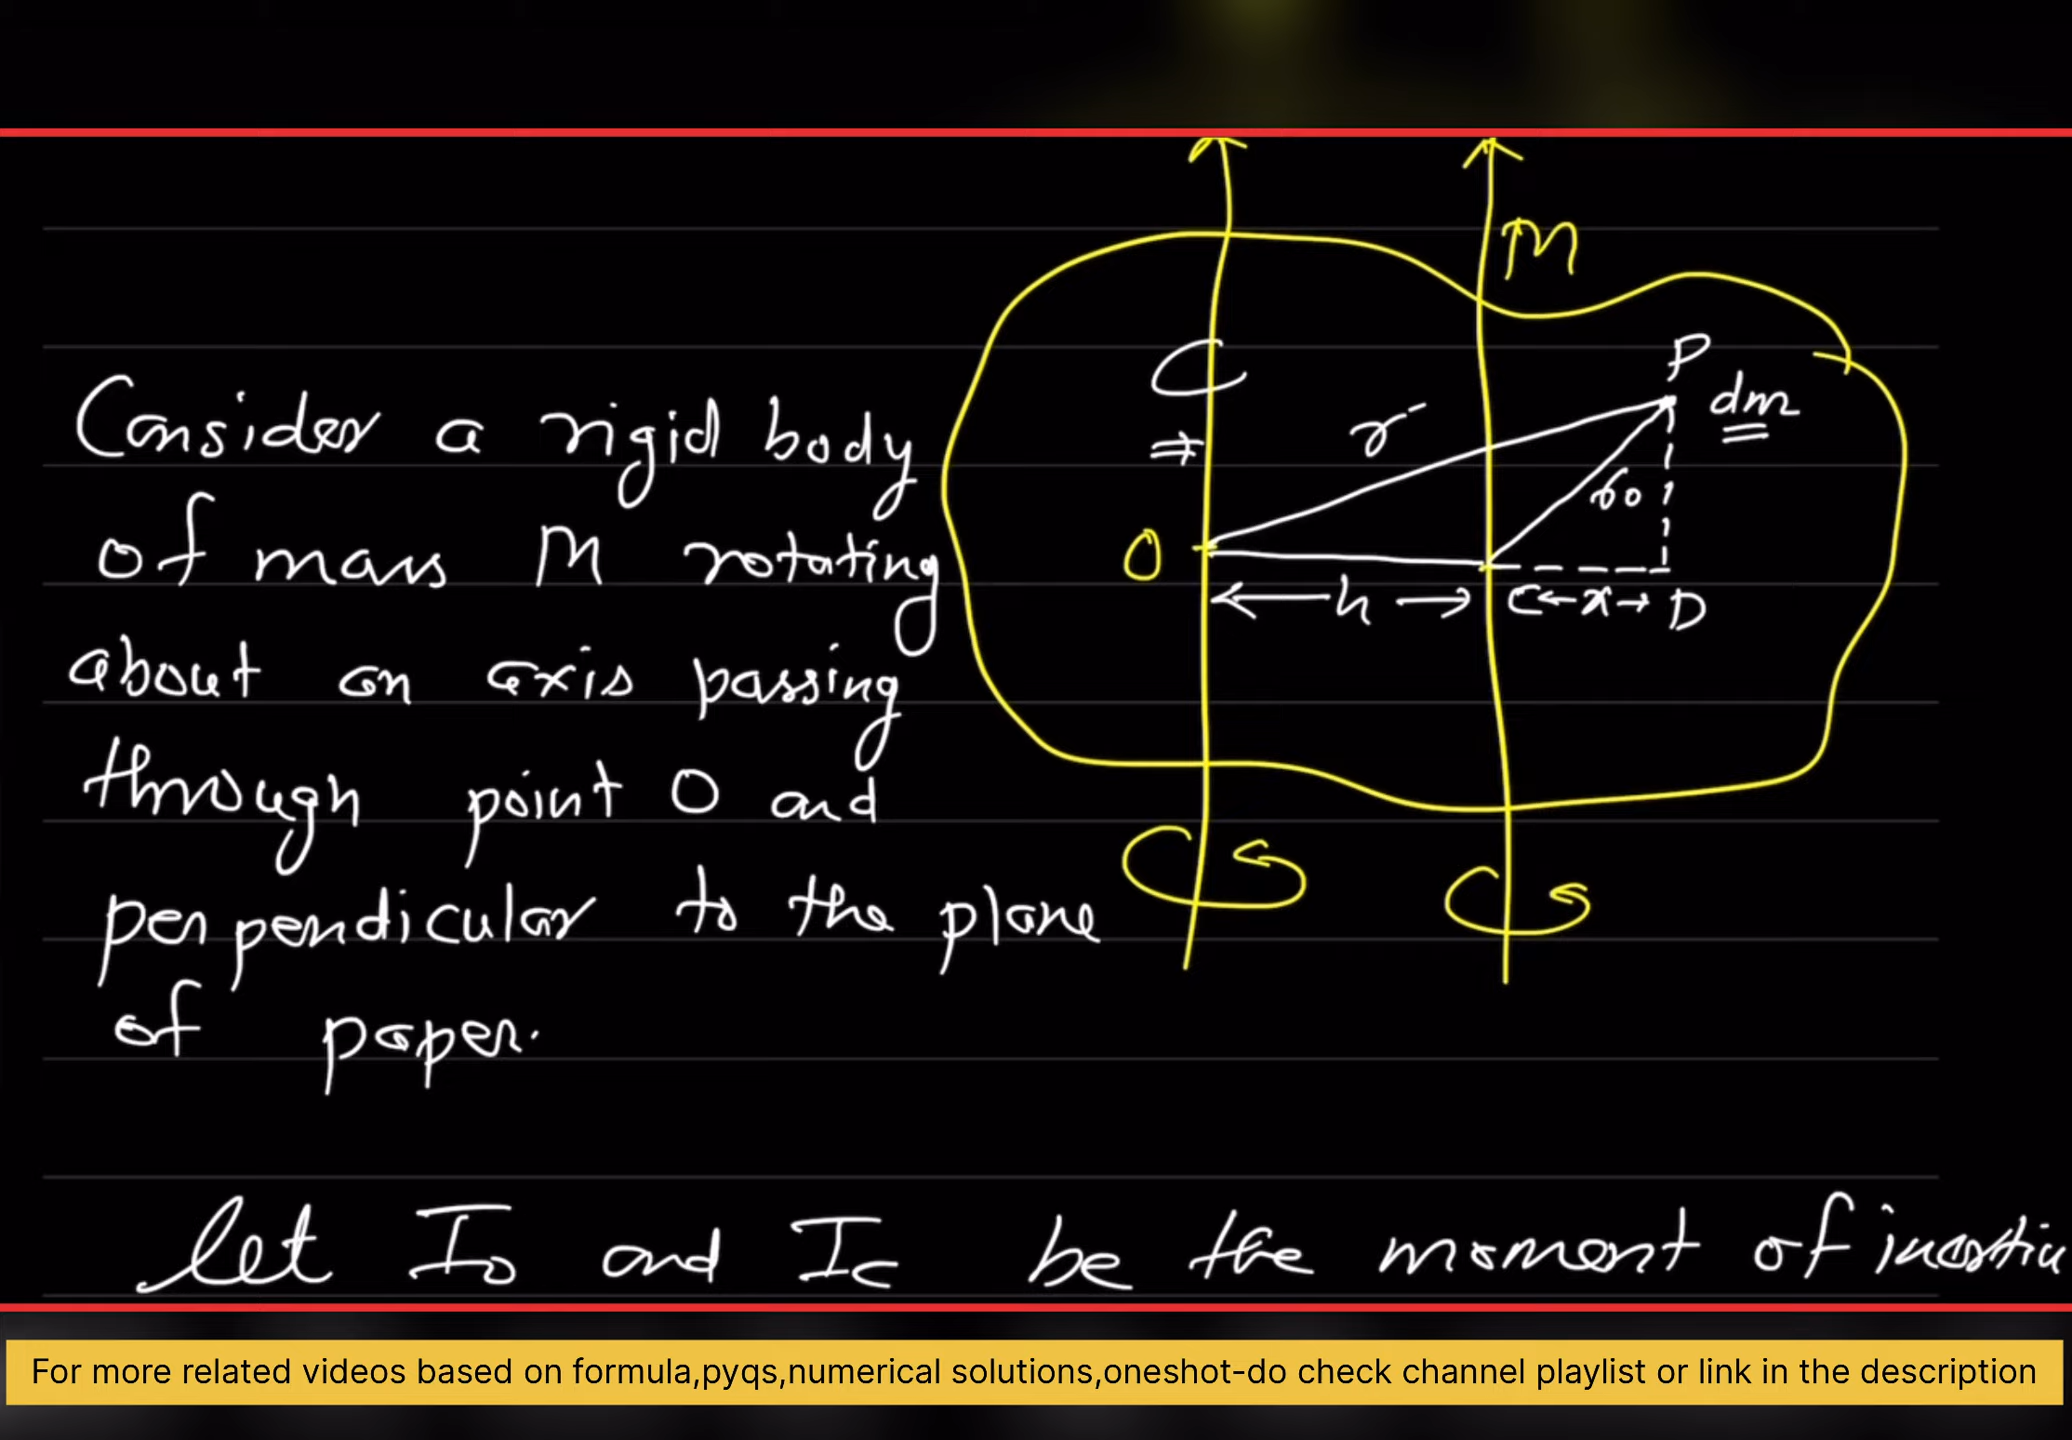 M
C
P
dm
r
Consider a rigid body
r0
O
of mass M rotating
h
C x D
about an axis passing
through point O and
perpendicular to the plane
of paper.
let Io and Ic be the moment of inertia
For more related videos based on formula,pyqs,numerical solutions,oneshot-do check channel playlist or link in the description